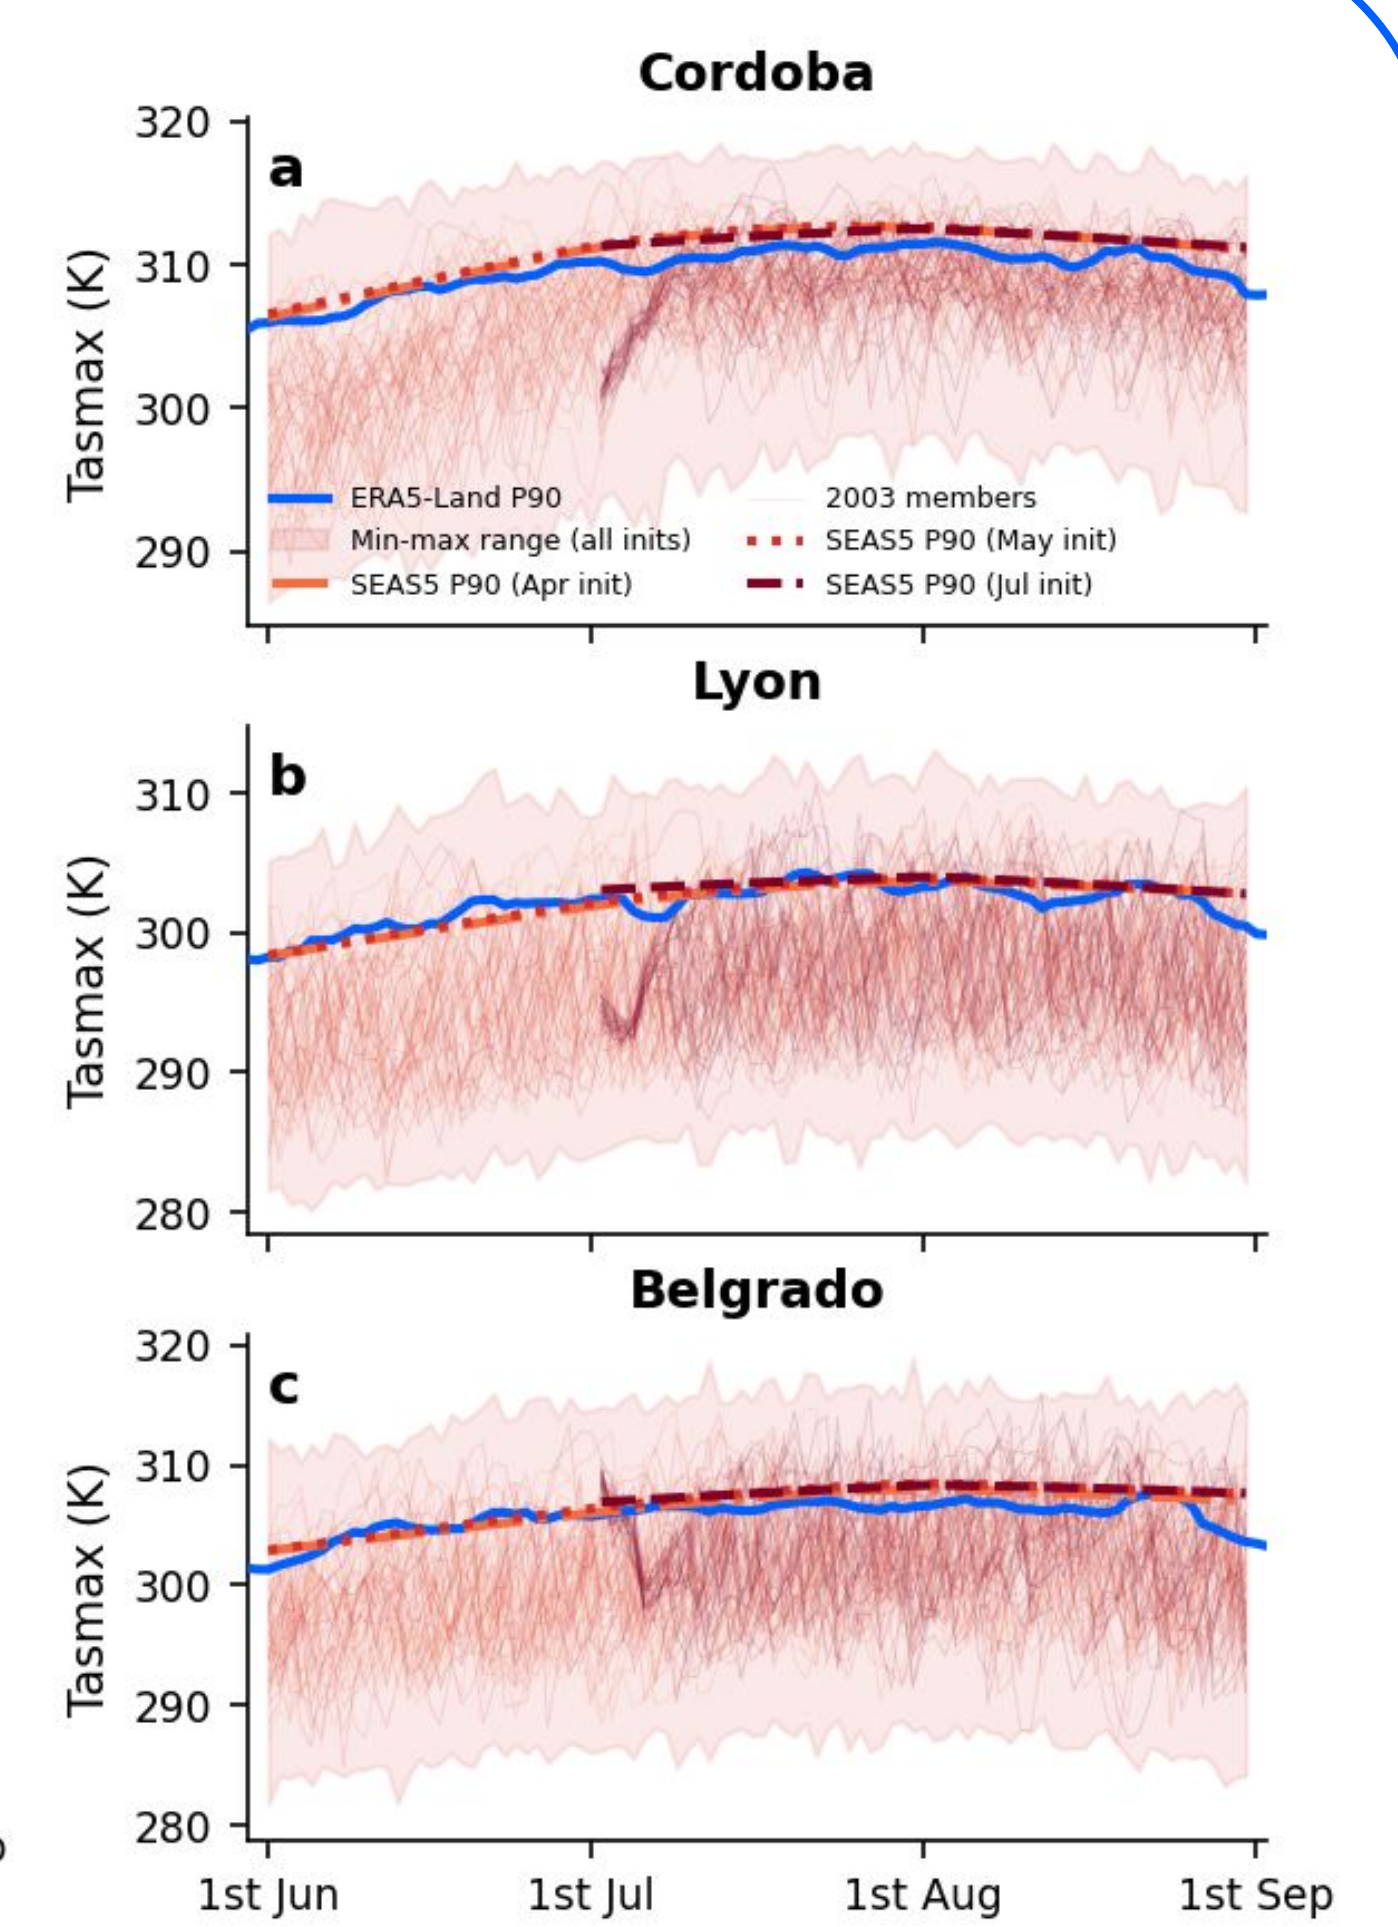 Cordoba
a
320
310
300
290
Tasmax (K)
ERA5-Land P90
Min-max range (all inits)
SEAS5 P90 (Apr init)
2003 members
SEAS5 P90 (May init)
SEAS5 P90 (Jul init)
Lyon
b
310
300
290
280
Tasmax (K)
Belgrado
c
320
310
300
290
280
Tasmax (K)
1st Jun 1st Jul 1st Aug 1st Sep